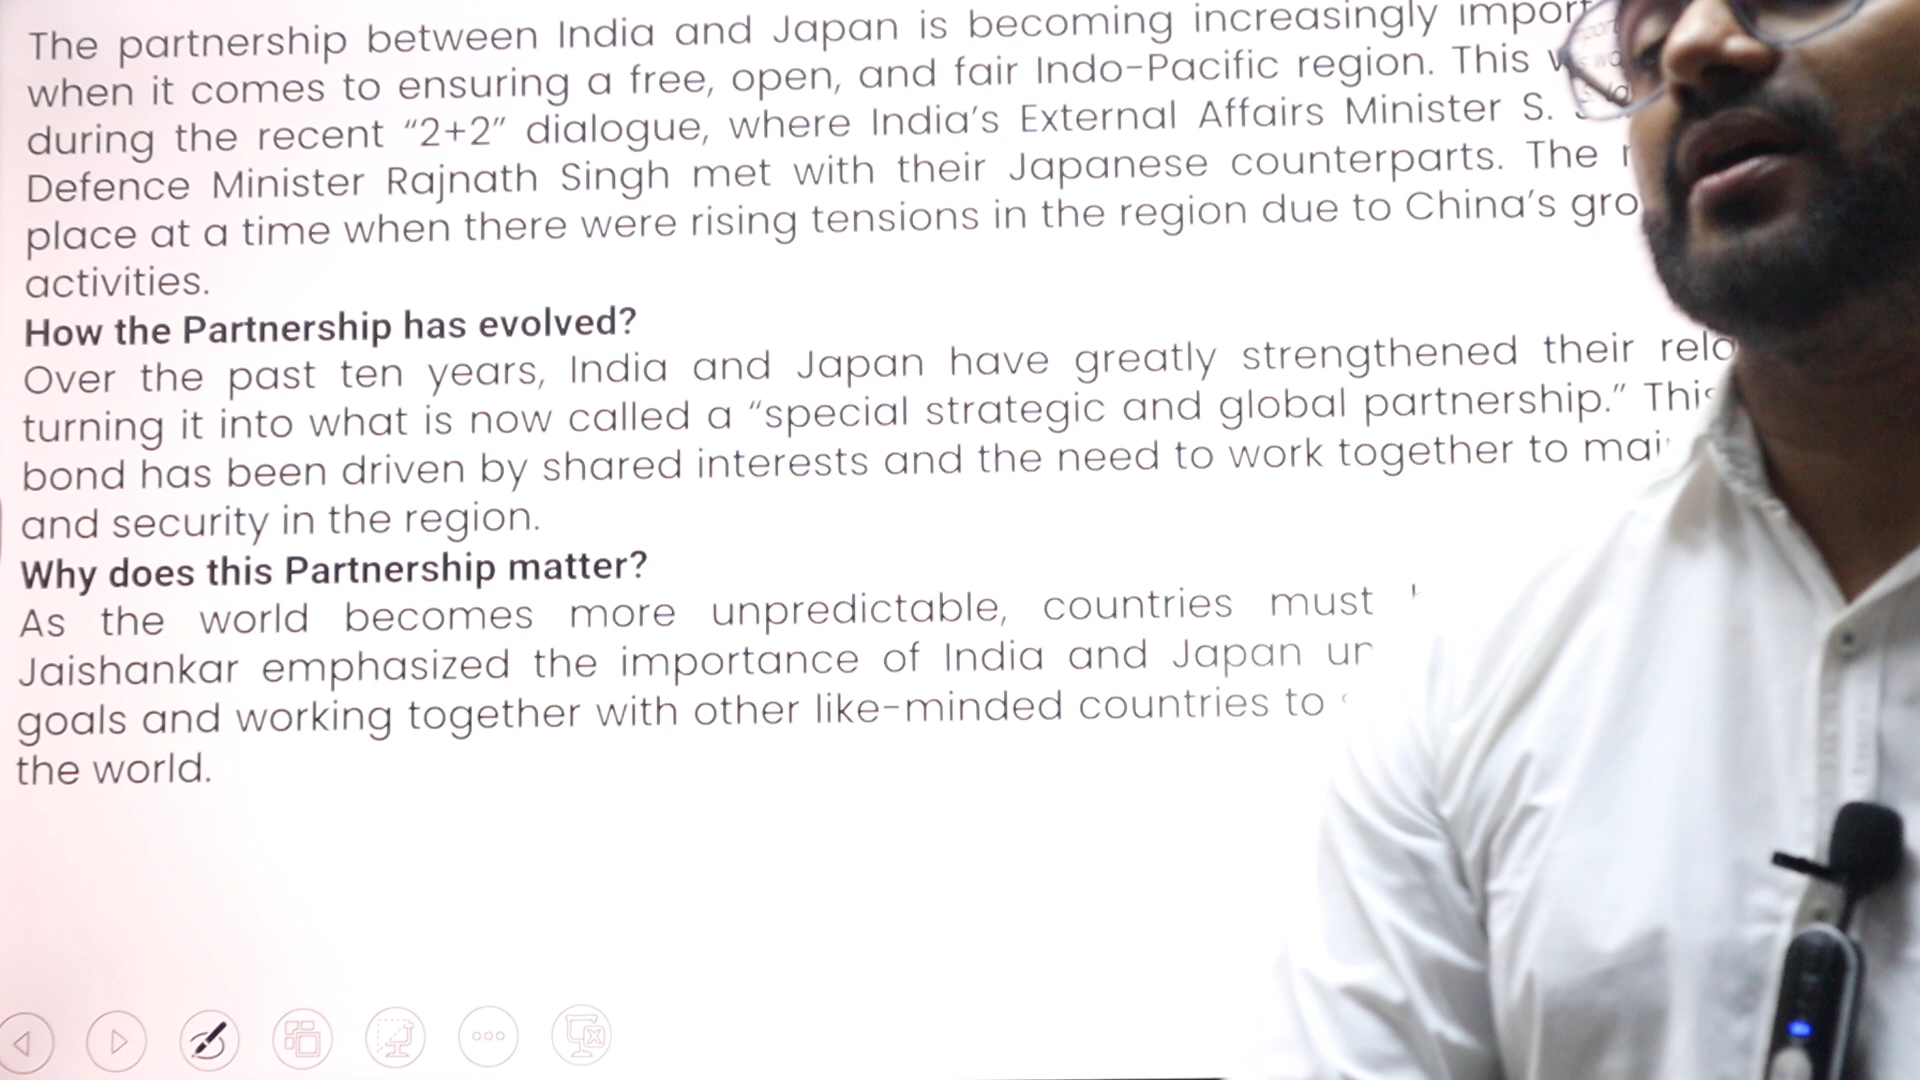 The partnership between India and Japan is becoming increasingly
when it comes to ensuring a free, open, and fair Indo-Pacific region. This
during the recent “2+2” dialogue, where India’s External Affairs Minister S.
Defence Minister Rajnath Singh met with their Japanese counterparts. The
place at a time when there were rising tensions in the region due to China’s
activities.
How the Partnership has evolved?
Over the past ten years, India and Japan have greatly strengthened their
turning it into what is now called a “special strategic and global partnership.” This
bond has been driven by shared interests and the need to work together to
and security in the region.
Why does this Partnership matter?
As the world becomes more unpredictable, countries must
Jaishankar emphasized the importance of India and Japan
goals and working together with other like-minded countries to
the world.